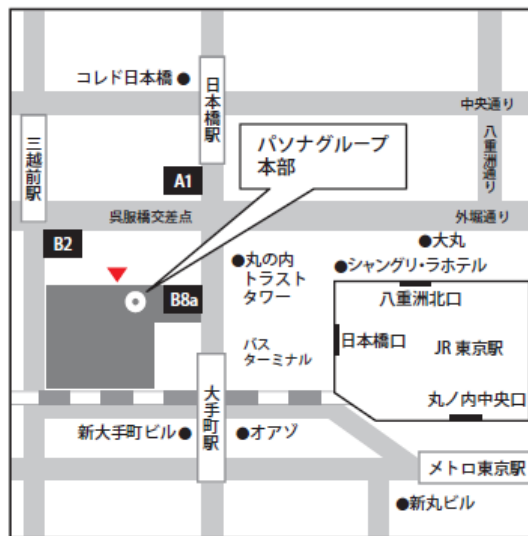 コレド日本橋●
日本橋駅
中央通り
三越前駅
八重洲通り
パソナグループ
本部
A1
呉服橋交差点
外堀通り
B2
●大丸
●丸の内
トラスト
タワー
●シャングリ・ラホテル
B8a
八重洲北口
バス
ターミナル
日本橋口
JR 東京駅
丸ノ内中央口
大手町駅
新大手町ビル●
●オアゾ
メトロ東京駅
●新丸ビル